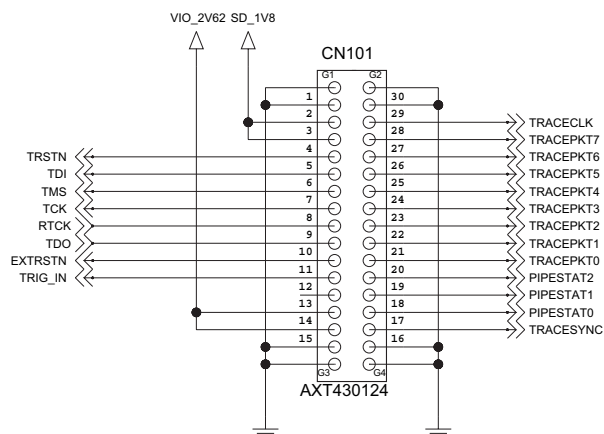 VIO_2V62 SD_1V8
CN101
G1 G2
1 30
2 29 TRACECLK
3 28 TRACEPKT7
TRSTN 4 27 TRACEPKT6
TDI 5 26 TRACEPKT5
TMS 6 25 TRACEPKT4
TCK 7 24 TRACEPKT3
RTCK 8 23 TRACEPKT2
TDO 9 22 TRACEPKT1
EXTRSTN 10 21 TRACEPKT0
TRIG_IN 11 20 PIPESTAT2
12 19 PIPESTAT1
13 18 PIPESTAT0
14 17 TRACESYNC
15 16
G3 G4
AXT430124